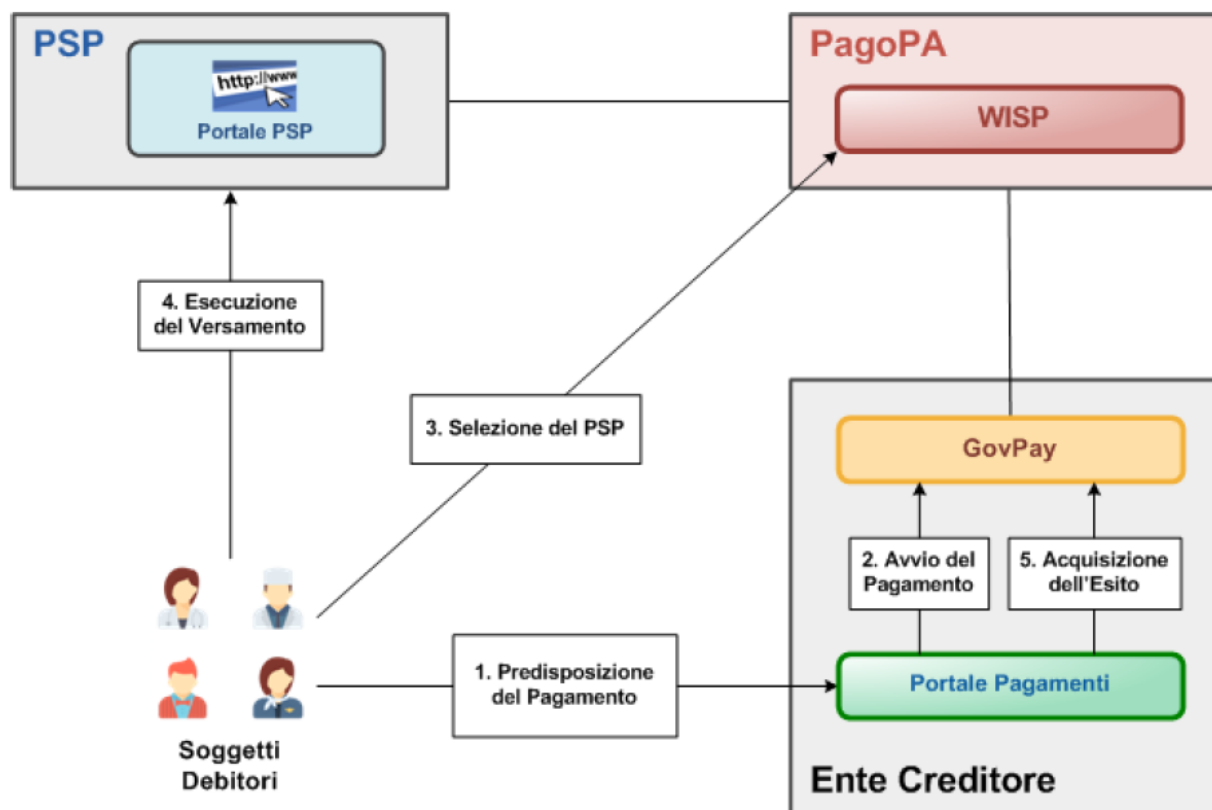 PSP
http://www
Portale PSP
PagoPA
WISP
4. Esecuzione
del Versamento
3. Selezione del PSP
GovPay
2. Avvio del
Pagamento
5. Acquisizione
dell'Esito
1. Predisposizione
del Pagamento
Portale Pagamenti
Soggetti
Debitori
Ente Creditore